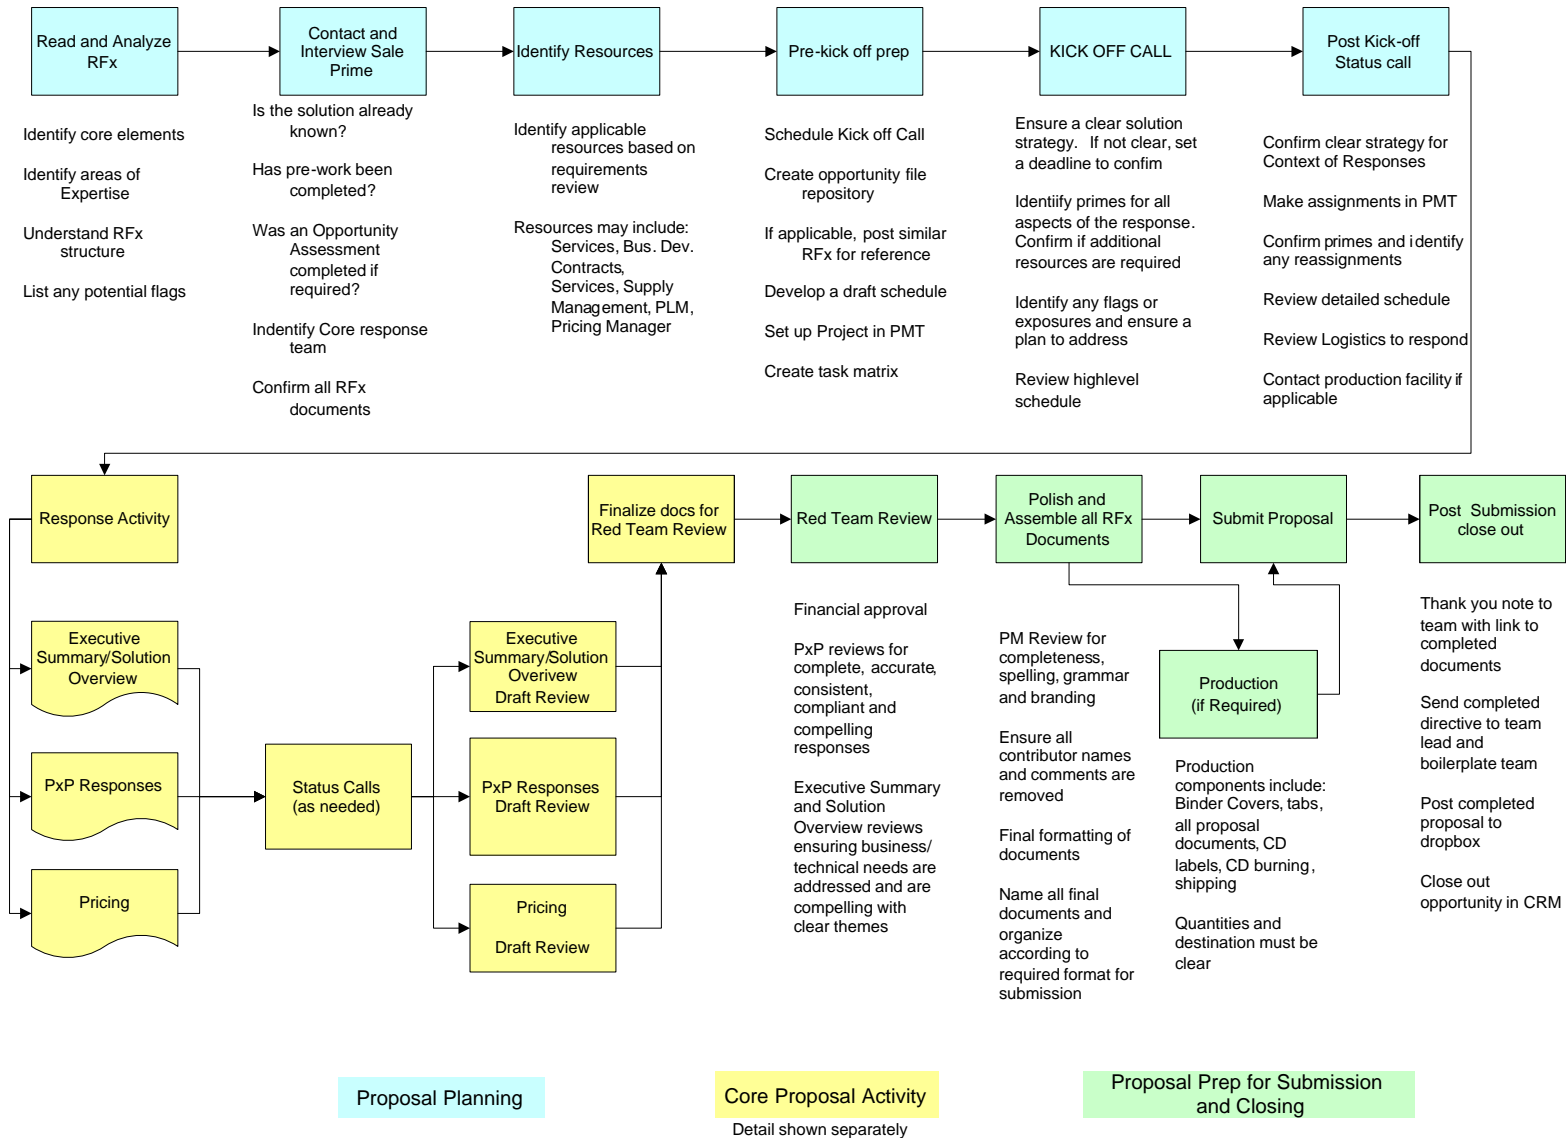 Read and Analyze
RFx
Contact and
Interview Sale
Prime
Identify Resources
Pre-kick off prep
KICK OFF CALL
Post Kick-off
Status call
Identify core elements
Identify areas of
Expertise
Understand RFx
structure
List any potential flags
Is the solution already
known?
Has pre-work been
completed?
Was an Opportunity
Assessment
completed if
required?
Indentify Core response
team
Confirm all RFx
documents
Identify applicable
resources based on
requirements
review
Resources may include:
Services, Bus. Dev.
Contracts,
Services, Supply
Management, PLM,
Pricing Manager
Schedule Kick off Call
Create opportunity file
repository
If applicable, post similar
RFx for reference
Develop a draft schedule
Set up Project in PMT
Create task matrix
Ensure a clear solution
strategy.  If not clear, set
a deadline to confim
Identiify primes for all
aspects of the response.
Confirm if additional
resources are required
Identify any flags or
exposures and ensure a
plan to address
Review highlevel
schedule
Confirm clear strategy for
Context of Responses
Make assignments in PMT
Confirm primes and identify
any reassignments
Review detailed schedule
Review Logistics to respond
Contact production facility if
applicable
Response Activity
Finalize docs for
Red Team Review
Red Team Review
Polish and
Assemble all RFx
Documents
Submit Proposal
Post  Submission
close out
Executive
Summary/Solution
Overview
PxP Responses
Pricing
Status Calls
(as needed)
Executive
Summary/Solution
Overivew
Draft Review
PxP Responses
Draft Review
Pricing
Draft Review
Financial approval
PxP reviews for
complete, accurate,
consistent,
compliant and
compelling
responses
Executive Summary
and Solution
Overview reviews
ensuring business/
technical needs are
addressed and are
compelling with
clear themes
PM Review for
completeness,
spelling, grammar
and branding
Ensure all
contributor names
and comments are
removed
Final formatting of
documents
Name all final
documents and
organize
according to
required format for
submission
Production
(if Required)
Production
components include:
Binder Covers, tabs,
all proposal
documents, CD
labels, CD burning,
shipping
Quantities and
destination must be
clear
Thank you note to
team with link to
completed
documents
Send completed
directive to team
lead and
boilerplate team
Post completed
proposal to
dropbox
Close out
opportunity in CRM
Proposal Planning
Core Proposal Activity
Detail shown separately
Proposal Prep for Submission
and Closing